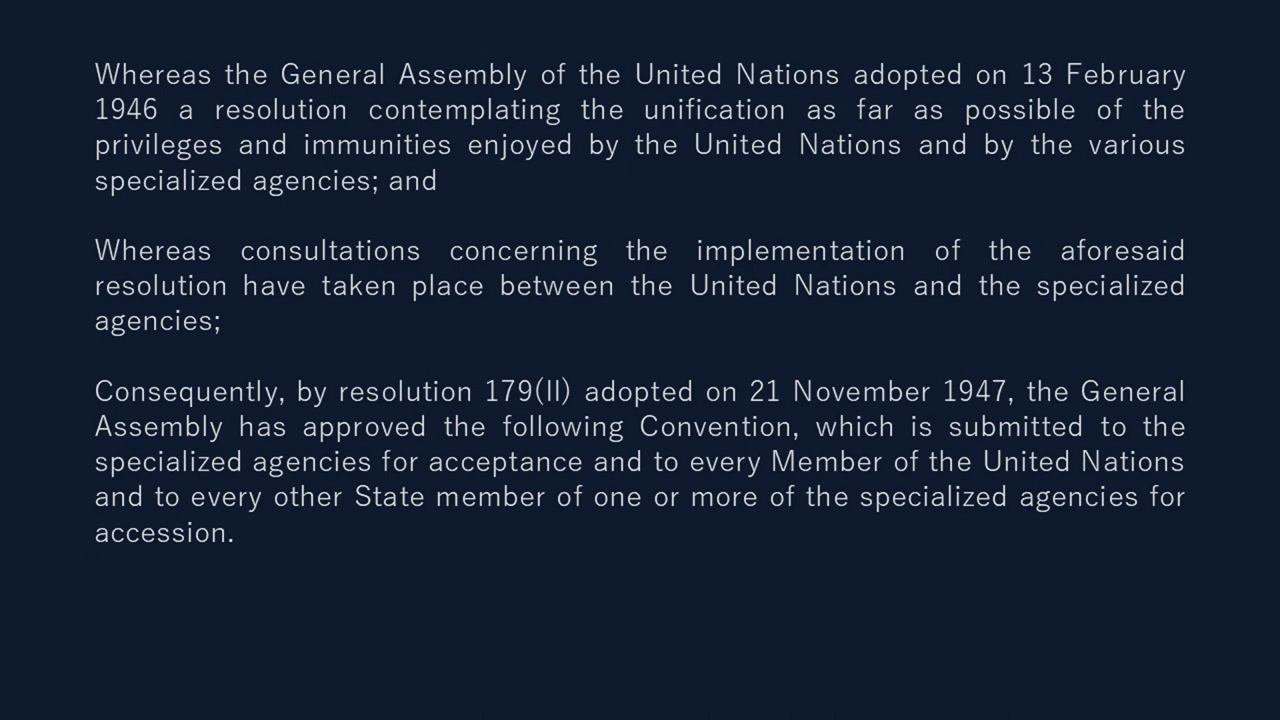 Whereas the General Assembly of the United Nations adopted on 13 February
1946 a resolution contemplating the unification as far as possible of the
privileges and immunities enjoyed by the United Nations and by the various
specialized agencies; and
Whereas consultations concerning the implementation of the aforesaid
resolution have taken place between the United Nations and the specialized
agencies;
Consequently, by resolution 179(II) adopted on 21 November 1947, the General
Assembly has approved the following Convention, which is submitted to the
specialized agencies for acceptance and to every Member of the United Nations
and to every other State member of one or more of the specialized agencies for
accession.